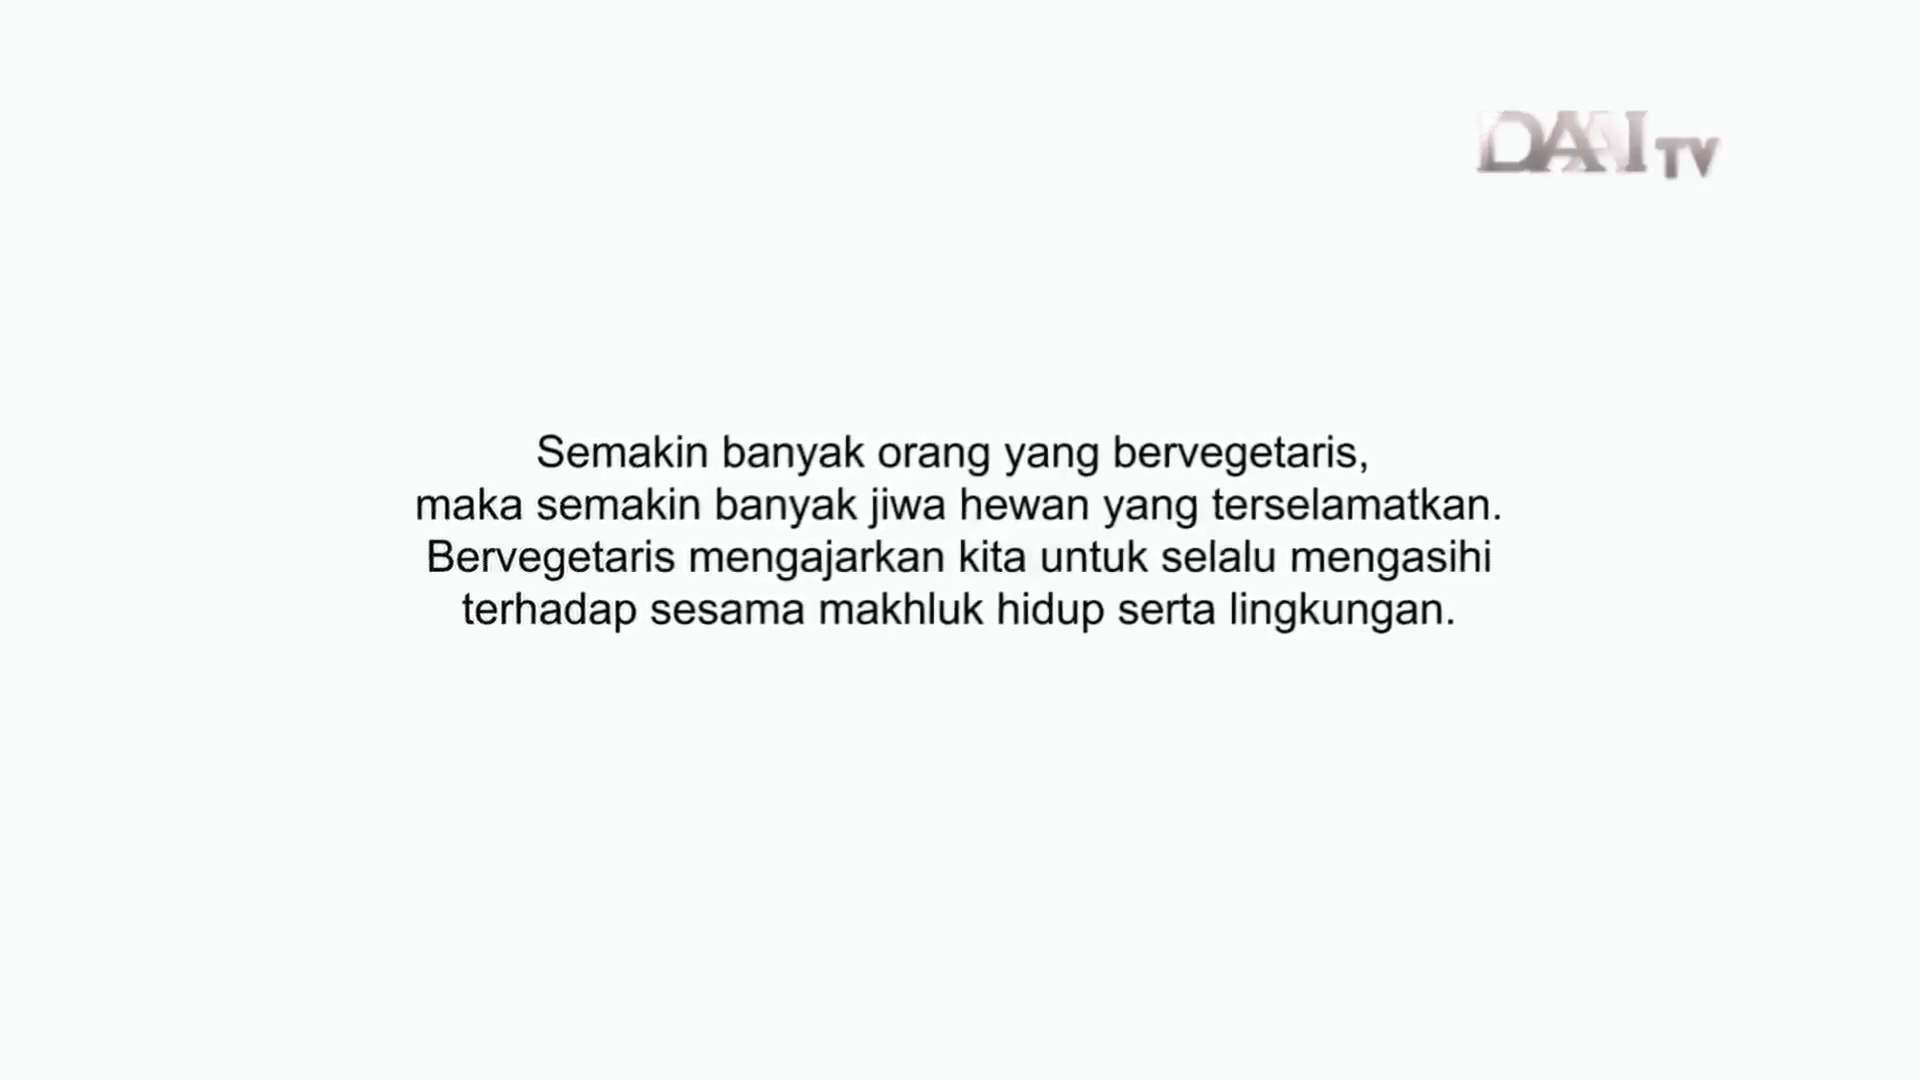 DAAI TV
Semakin banyak orang yang bervegetaris,
maka semakin banyak jiwa hewan yang terselamatkan.
Bervegetaris mengajarkan kita untuk selalu mengasihi
terhadap sesama makhluk hidup serta lingkungan.